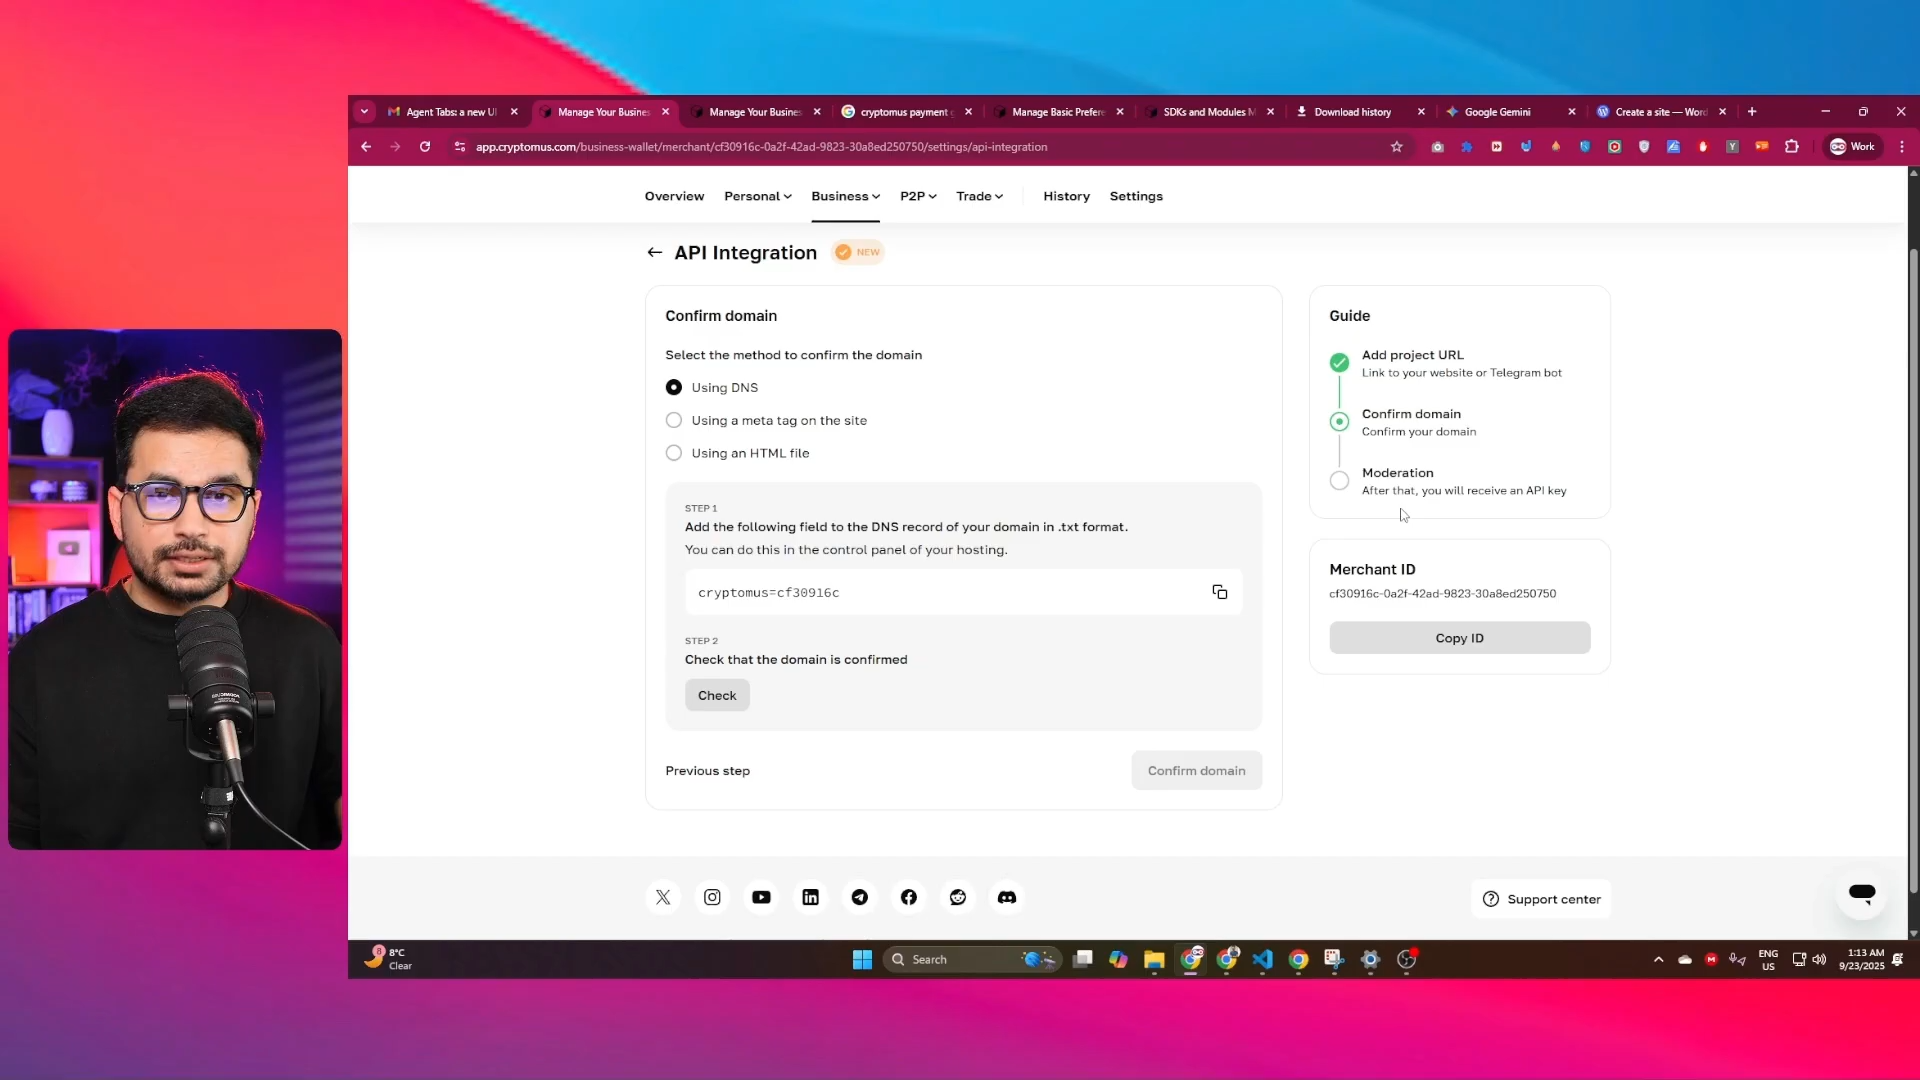 Agent Tabs: a new UI
Manage Your Busines
Manage Your Busines
cryptomus payment g
Manage Basic Prefere
SDKs and Modules M
Download history
Google Gemini
Create a site — Word
app.cryptomus.com/business-wallet/merchant/cf30916c-0a2f-42ad-9823-30a8ed250750/settings/api-integration
Work
Overview
Personal
Business
P2P
Trade
History
Settings
API Integration
NEW
Confirm domain
Select the method to confirm the domain
Using DNS
Using a meta tag on the site
Using an HTML file
STEP 1
Add the following field to the DNS record of your domain in .txt format.
You can do this in the control panel of your hosting.
cryptomus=cf30916c
STEP 2
Check that the domain is confirmed
Check
Previous step
Confirm domain
Guide
Add project URL
Link to your website or Telegram bot
Confirm domain
Confirm your domain
Moderation
After that, you will receive an API key
Merchant ID
cf30916c-0a2f-42ad-9823-30a8ed250750
Copy ID
Support center
8°C
Clear
Search
ENG
US
1:13 AM
9/23/2025